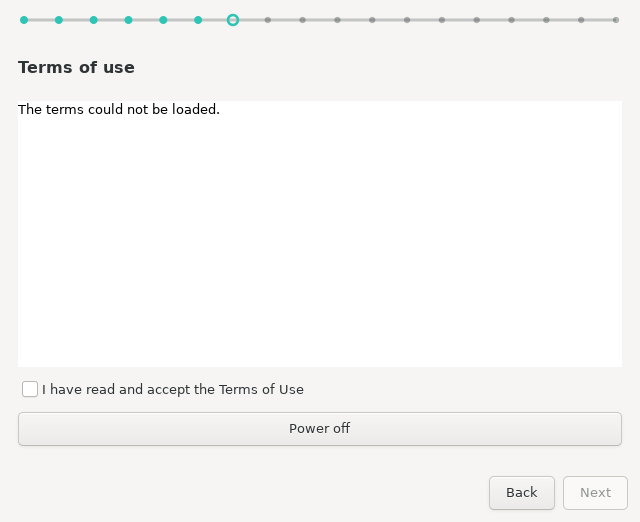 Terms of use
The terms could not be loaded.
I have read and accept the Terms of Use
Power off
Back
Next